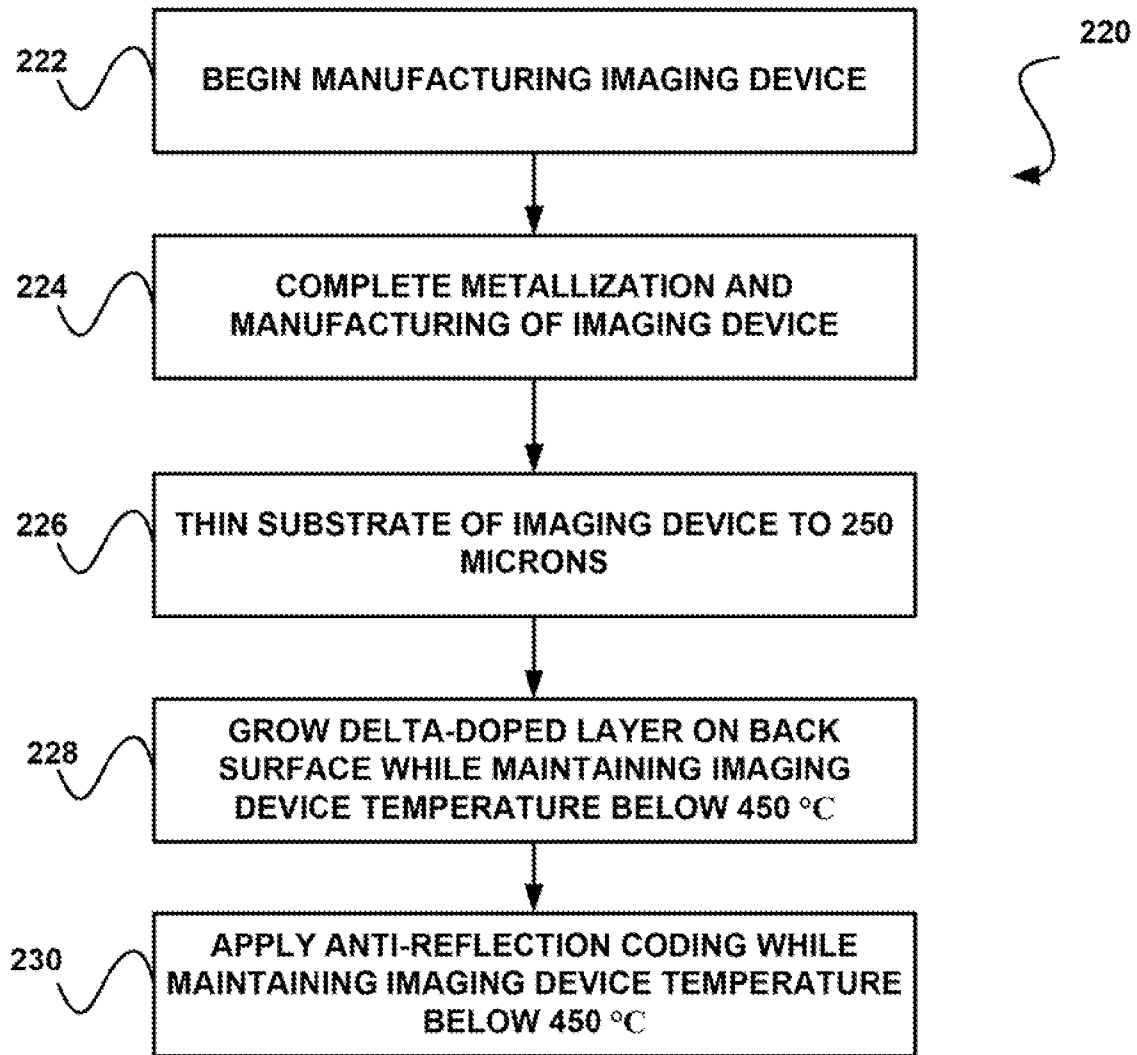 220
222
BEGIN MANUFACTURING IMAGING DEVICE
224
COMPLETE METALLIZATION AND
MANUFACTURING OF IMAGING DEVICE
226
THIN SUBSTRATE OF IMAGING DEVICE TO 250
MICRONS
228
GROW DELTA-DOPED LAYER ON BACK
SURFACE WHILE MAINTAINING IMAGING
DEVICE TEMPERATURE BELOW 450 °C
230
APPLY ANTI-REFLECTION CODING WHILE
MAINTAINING IMAGING DEVICE TEMPERATURE
BELOW 450 °C